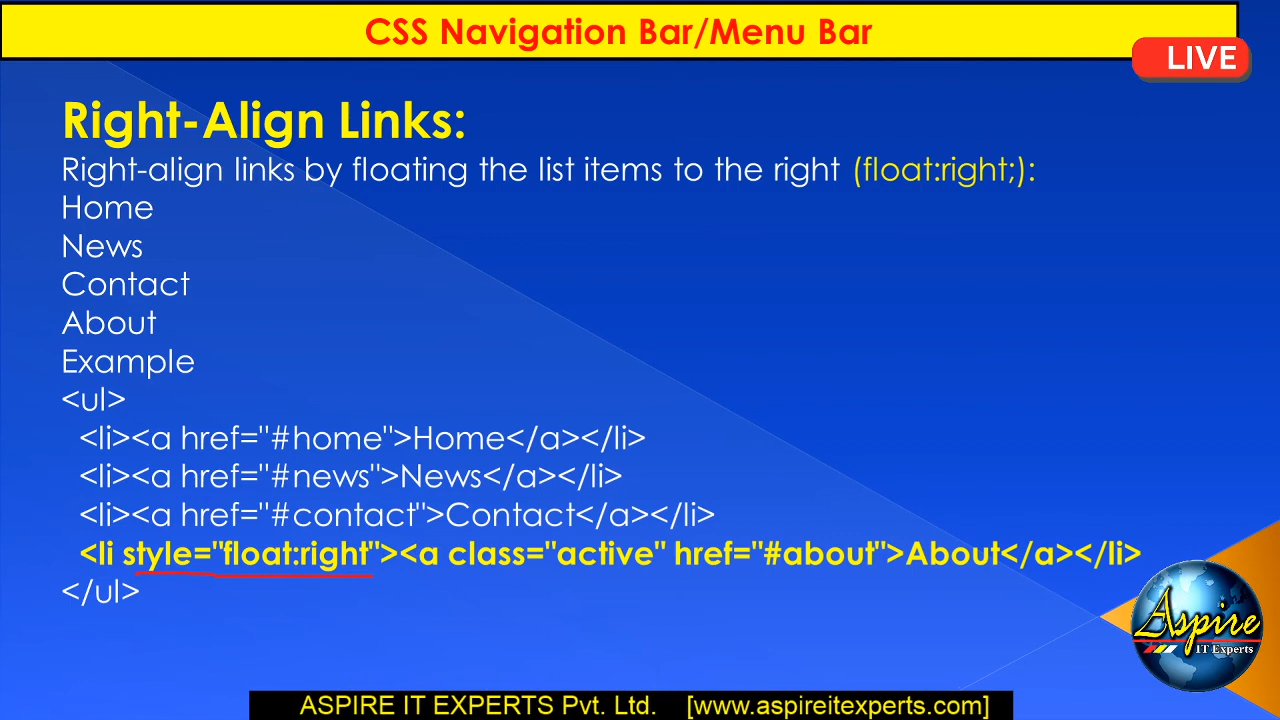 CSS Navigation Bar/Menu Bar
LIVE
Right-Align Links:
Right-align links by floating the list items to the right (float:right;):
Home
News
Contact
About
Example
<ul>
<li><a href="#home">Home</a></li>
<li><a href="#news">News</a></li>
<li><a href="#contact">Contact</a></li>
<li style="float:right"><a class="active" href="#about">About</a></li>
</ul>
Aspire
IT Experts
ASPIRE IT EXPERTS Pvt. Ltd. [www.aspireitexperts.com]